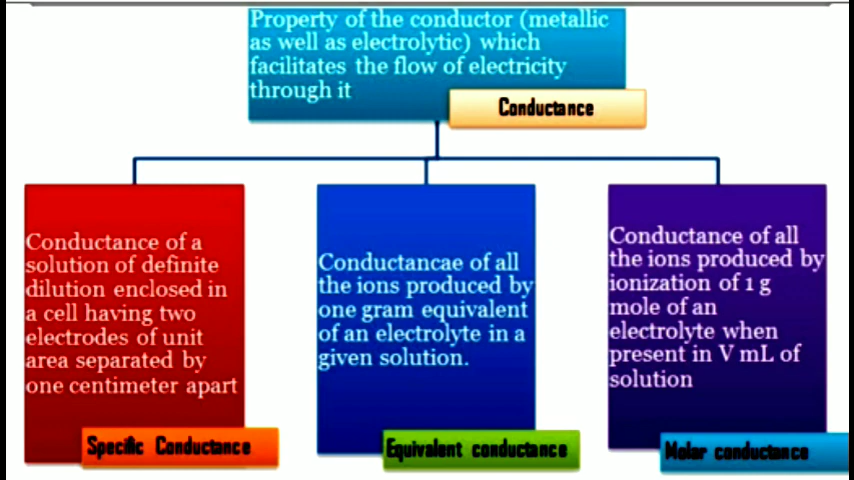 Property of the conductor (metallic
as well as electrolytic) which
facilitates the flow of electricity
through it
Conductance
Conductance of a
solution of definite
dilution enclosed in
a cell having two
electrodes of unit
area separated by
one centimeter apart
Specific Conductance
Conductancae of all
the ions produced by
one gram equivalent
of an electrolyte in a
given solution.
Equivalent conductance
Conductance of all
the ions produced by
ionization of 1 g
mole of an
electrolyte when
present in V mL of
solution
Molar conductance